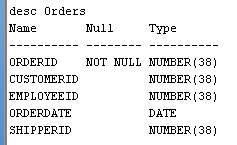 desc Orders
Name       Null     Type
---------- -------- ----------
ORDERID    NOT NULL NUMBER(38)
CUSTOMERID          NUMBER(38)
EMPLOYEEID          NUMBER(38)
ORDERDATE           DATE
SHIPPERID           NUMBER(38)